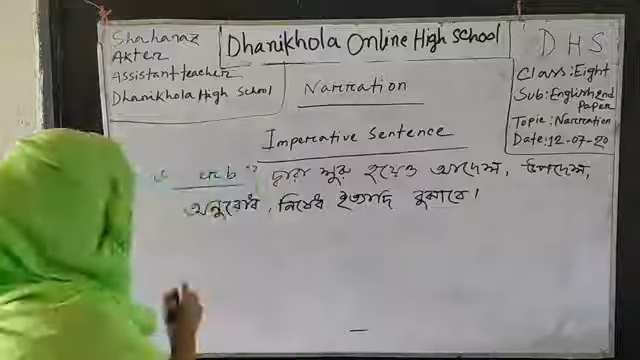 Shahanaz
Akter
Assistant teacher
Dhanikhola High School
Dhanikhola Online High School
DHS
Class: Eight
Sub: English 2nd
Paper
Topic: Narration
Date: 12-07-20
Narration
Imperative Sentence
erb" দ্বারা শুরু হয়েও আদেশ, উপদেশ,
অনুরোধ, নিষেধ ইত্যাদি বুঝাবে।